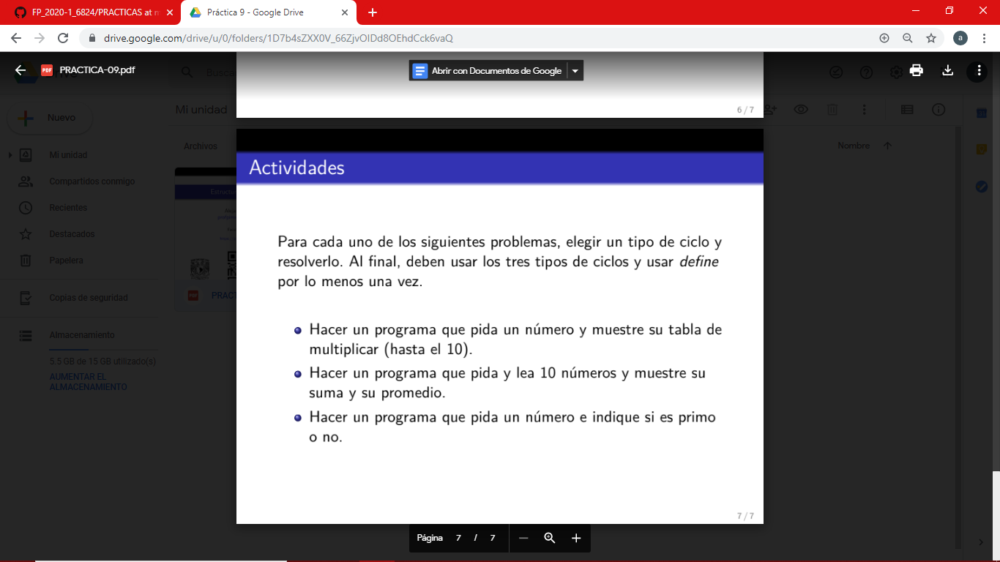 FP_2020-1_6824/PRACTICAS at m
Práctica 9 - Google Drive
drive.google.com/drive/u/0/folders/1D7b4sZXX0V_66ZjvOlDd8OEhdCck6vaQ
a
PDF
PRACTICA-09.pdf
Busca
Abrir con Documentos de Google
Nuevo
Mi unidad
6 / 7
Archivos
Nombre
Mi unidad
Compartidos conmigo
Recientes
Destacados
Papelera
Copias de seguridad
Almacenamiento
5.5 GB de 15 GB utilizado(s)
AUMENTAR EL
ALMACENAMIENTO
Estructu
PDF
PRACT
Actividades
Para cada uno de los siguientes problemas, elegir un tipo de ciclo y
resolverlo. Al final, deben usar los tres tipos de ciclos y usar define
por lo menos una vez.
Hacer un programa que pida un número y muestre su tabla de
multiplicar (hasta el 10).
Hacer un programa que pida y lea 10 números y muestre su
suma y su promedio.
Hacer un programa que pida un número e indique si es primo
o no.
7 / 7
Página 7 / 7